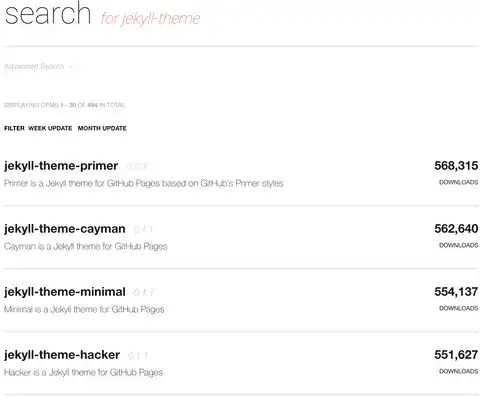 search for jekyll-theme
Advanced Search
DISPLAYING GEMS 1 - 30 OF 494 IN TOTAL
FILTER WEEK UPDATE MONTH UPDATE
jekyll-theme-primer 568,315
Primer is a Jekyll theme for GitHub Pages based on GitHub's Primer styles DOWNLOADS
jekyll-theme-cayman 0.1.1 562,640
Cayman is a Jekyll theme for GitHub Pages DOWNLOADS
jekyll-theme-minimal 0.1.1 554,137
Minimal is a Jekyll theme for GitHub Pages DOWNLOADS
jekyll-theme-hacker 0.1.1 551,627
Hacker is a Jekyll theme for GitHub Pages DOWNLOADS